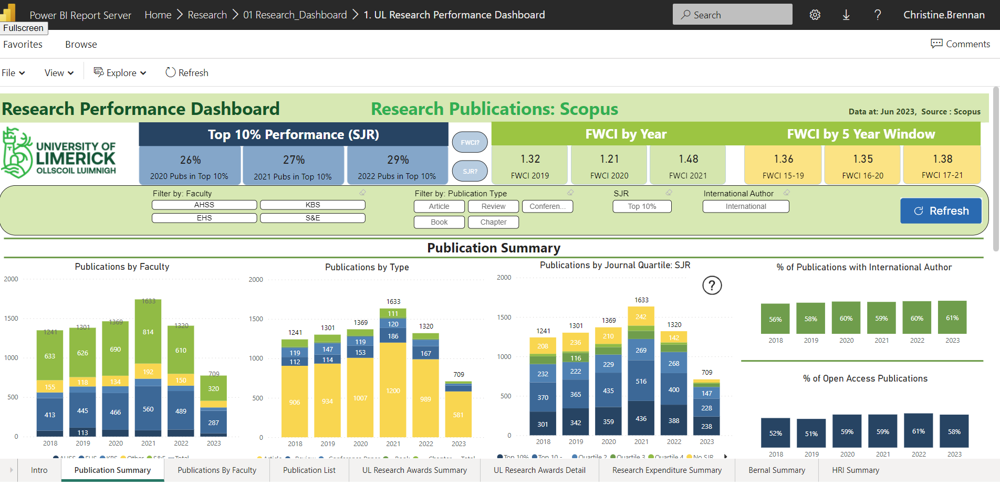 Power BI Report Server Home > Research > 01 Research_Dashboard > 1. UL Research Performance Dashboard Search ? Christine.Brennan
Fullscreen
Favorites Browse Comments
File View Explore Refresh
Research Performance Dashboard Research Publications: Scopus Data at: Jun 2023, Source : Scopus
UNIVERSITY OF
LIMERICK
OLLSCOIL LUIMNIGH
Top 10% Performance (SJR)
26%
2020 Pubs in Top 10%
27%
2021 Pubs in Top 10%
29%
2022 Pubs in Top 10%
FWCI?
SJR?
FWCI by Year
1.32
FWCI 2019
1.21
FWCI 2020
1.48
FWCI 2021
FWCI by 5 Year Window
1.36
FWCI 15-19
1.35
FWCI 16-20
1.38
FWCI 17-21
Filter by: Faculty
AHSS KBS
EHS S&E
Filter by: Publication Type
Article Review Conferen...
Book Chapter
SJR
Top 10%
International Author
International
Refresh
Publication Summary
Publications by Faculty
2000
1500
1000
500
0
1241 1301 1369 1633 1320 709
633 626 690 814 610 320
155 118 134 192 150
413 445 466 560 489 287
113
2018 2019 2020 2021 2022 2023
AHSS EHS KBS Other S&E Total
Publications by Type
2000
1500
1000
500
0
1241 1301 1369 1633 1320 709
111
119 147 119 120
112 114 153 186 167
906 934 1007 1200 989 581
2018 2019 2020 2021 2022 2023
Article Review Conference Paper Book Chapter Total
Publications by Journal Quartile: SJR
?
2000
1500
1000
500
0
1241 1301 1369 1633 1320 709
208 236 210 242 142
116
232 222 229 269 268 147
370 365 435 516 400 228
301 342 359 436 388 238
2018 2019 2020 2021 2022 2023
Top 10% Top 10 - Quartile 2 Quartile 3 Quartile 4 No SJR
% of Publications with International Author
56% 58% 60% 59% 60% 61%
2018 2019 2020 2021 2022 2023
% of Open Access Publications
52% 51% 59% 59% 61% 58%
2018 2019 2020 2021 2022 2023
Intro Publication Summary Publications By Faculty Publication List UL Research Awards Summary UL Research Awards Detail Research Expenditure Summary Bernal Summary HRI Summary